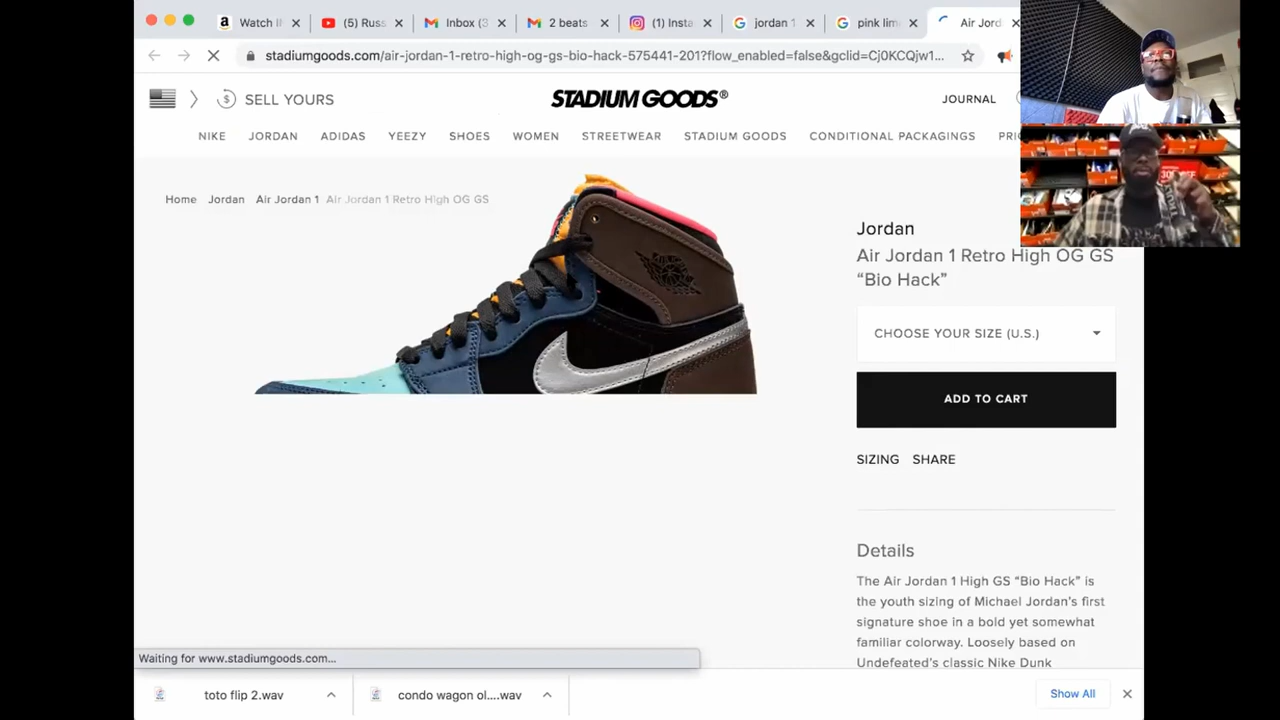 Watch I
(5) Russ
Inbox (3
2 beats
(1) Insta
jordan 1
pink lim
Air Jord
stadiumgoods.com/air-jordan-1-retro-high-og-gs-bio-hack-575441-201?flow_enabled=false&gclid=Cj0KCQjw1...
SELL YOURS
STADIUM GOODS®
JOURNAL
NIKE JORDAN ADIDAS YEEZY SHOES WOMEN STREETWEAR STADIUM GOODS CONDITIONAL PACKAGINGS PRI
Home Jordan Air Jordan 1 Air Jordan 1 Retro High OG GS
Jordan
Air Jordan 1 Retro High OG GS
“Bio Hack”
CHOOSE YOUR SIZE (U.S.)
ADD TO CART
SIZING SHARE
Details
The Air Jordan 1 High GS “Bio Hack” is
the youth sizing of Michael Jordan’s first
signature shoe in a bold yet somewhat
familiar colorway. Loosely based on
Undefeated’s classic Nike Dunk
Waiting for www.stadiumgoods.com...
toto flip 2.wav
condo wagon ol....wav
Show All